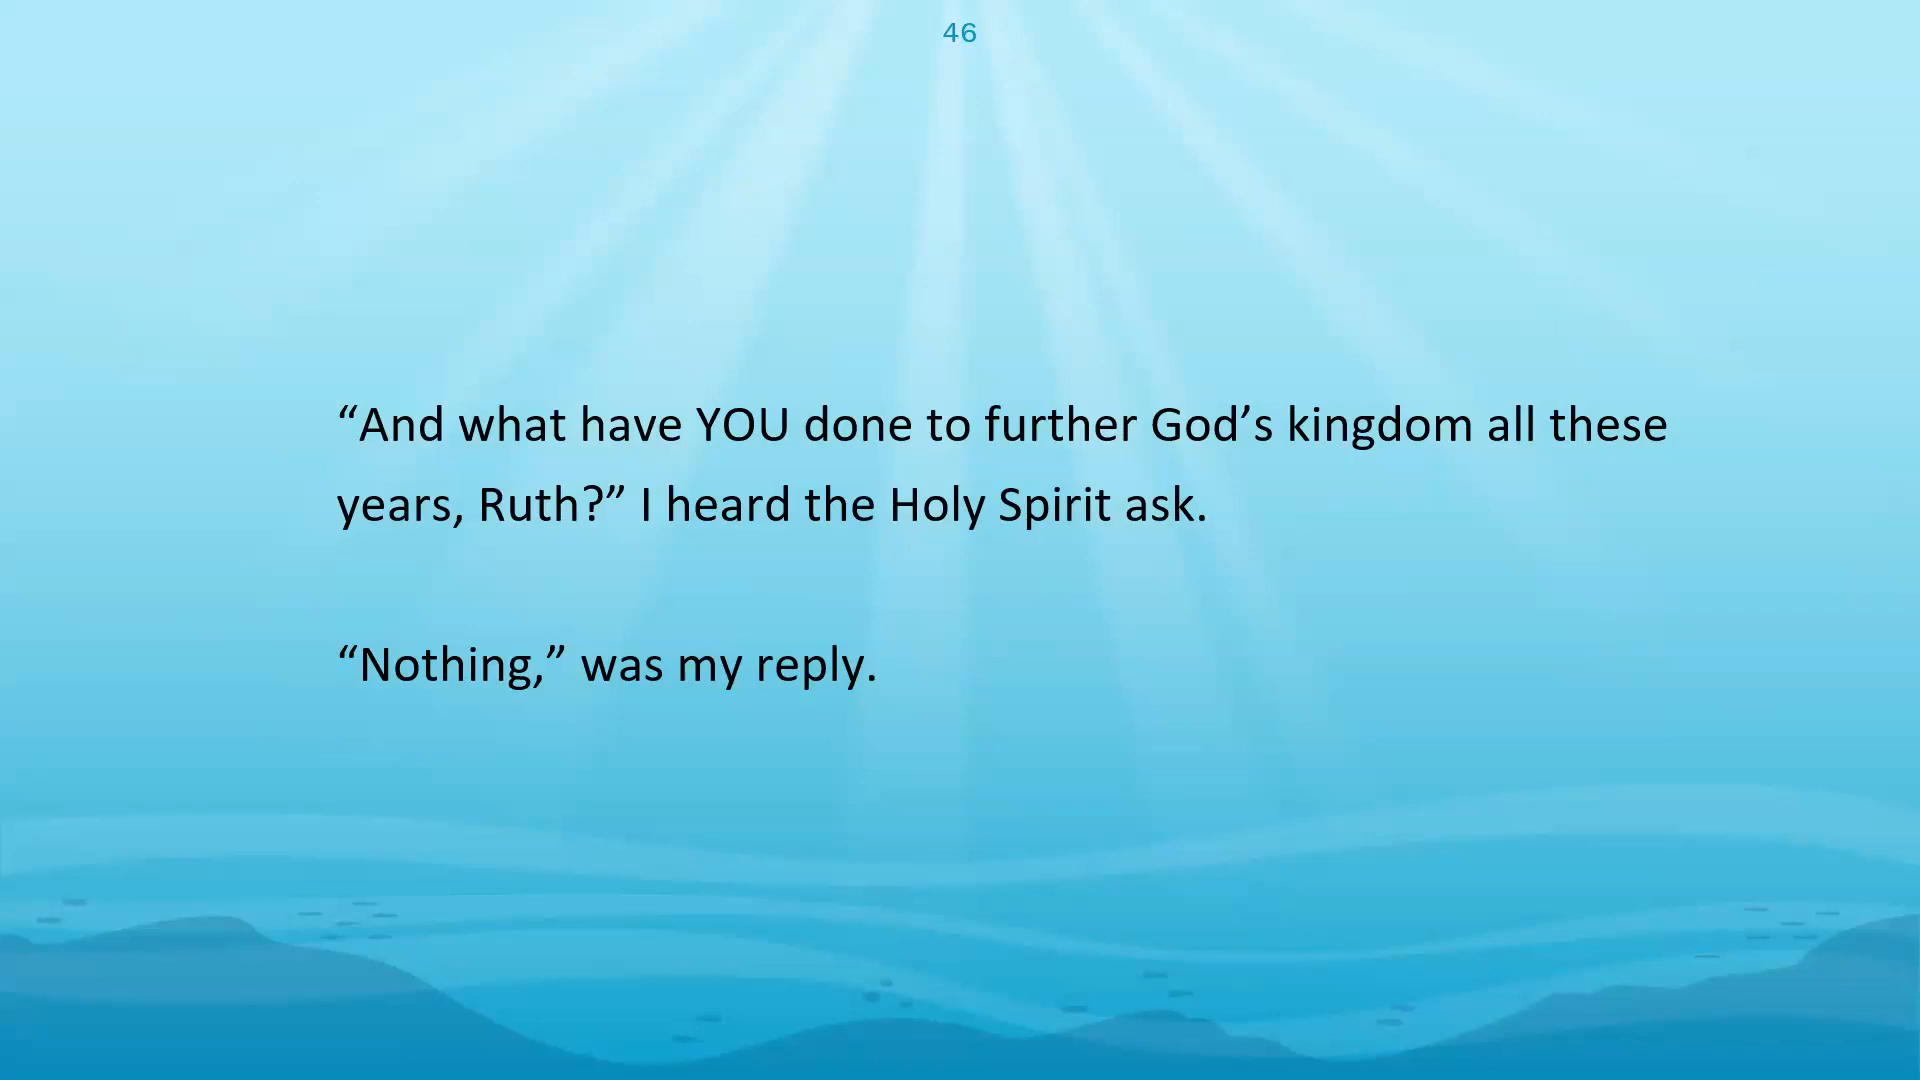 46
“And what have YOU done to further God’s kingdom all these
years, Ruth?” I heard the Holy Spirit ask.
“Nothing,” was my reply.